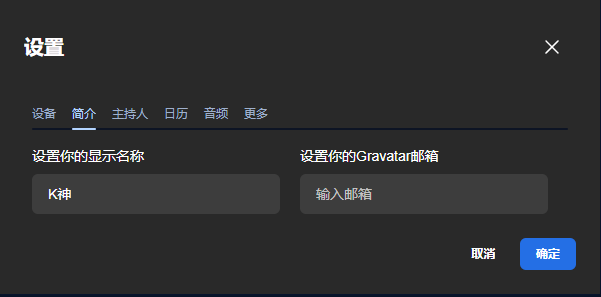 设置
设备 简介 主持人 日历 音频 更多
设置你的显示名称 设置你的Gravatar邮箱
K神 输入邮箱
取消 确定